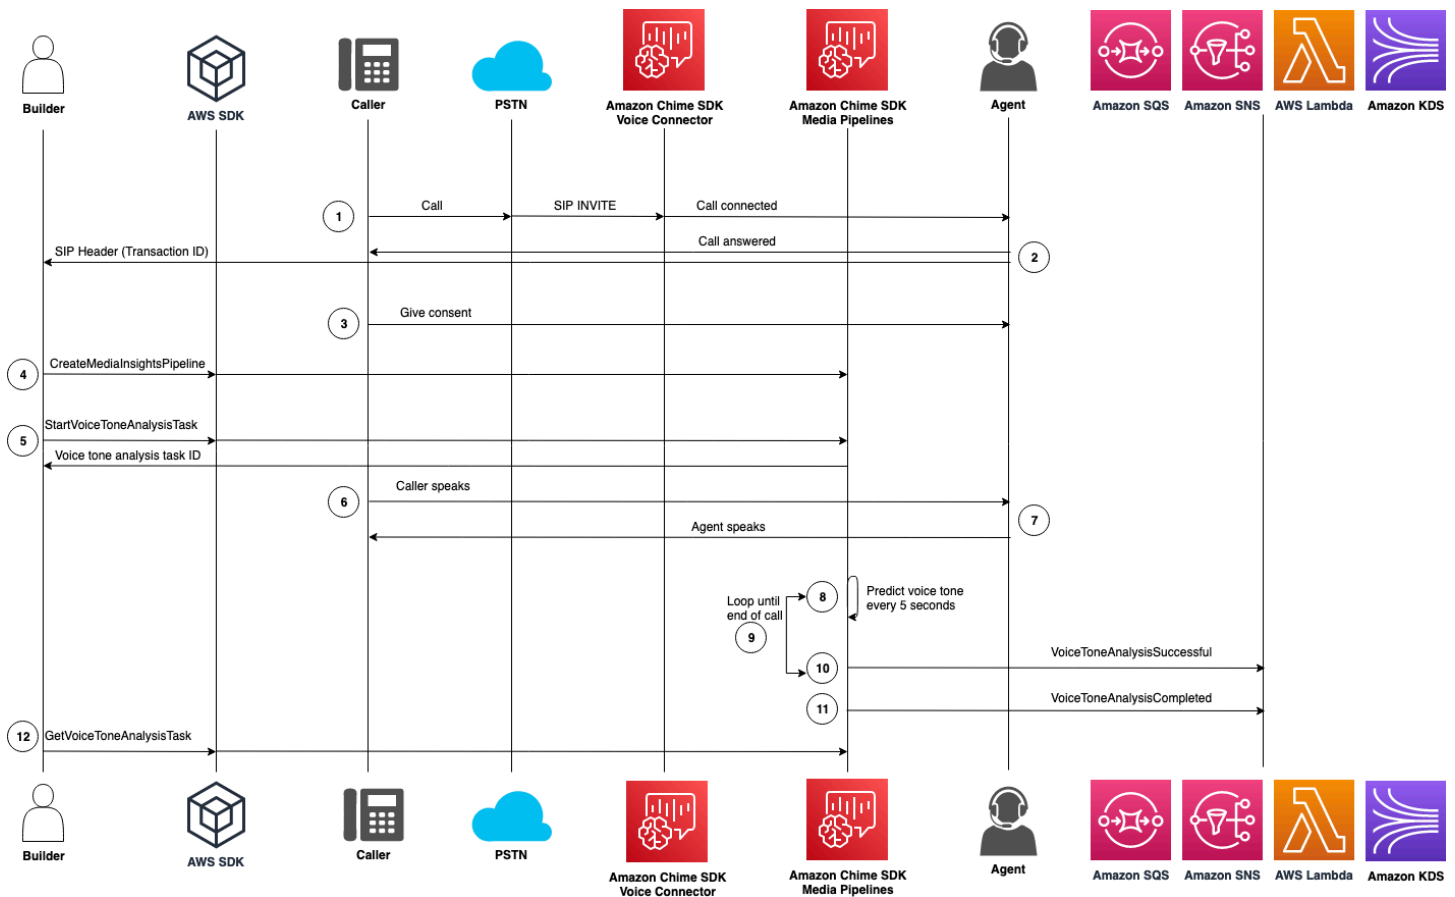 Builder
AWS SDK
Caller
PSTN
Amazon Chime SDK
Voice Connector
Amazon Chime SDK
Media Pipelines
Agent
Amazon SQS
Amazon SNS
AWS Lambda
Amazon KDS
1
Call
SIP INVITE
Call connected
Call answered
2
SIP Header (Transaction ID)
3
Give consent
4
CreateMediaInsightsPipeline
5
StartVoiceToneAnalysisTask
Voice tone analysis task ID
6
Caller speaks
7
Agent speaks
8
Predict voice tone
every 5 seconds
Loop until
end of call
9
10
VoiceToneAnalysisSuccessful
11
VoiceToneAnalysisCompleted
12
GetVoiceToneAnalysisTask
Builder
AWS SDK
Caller
PSTN
Amazon Chime SDK
Voice Connector
Amazon Chime SDK
Media Pipelines
Agent
Amazon SQS
Amazon SNS
AWS Lambda
Amazon KDS